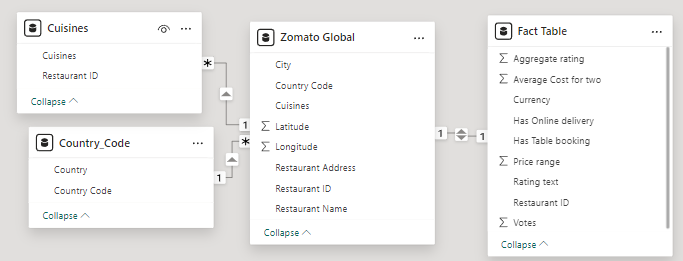 Cuisines
Cuisines
Restaurant ID
Collapse
Country_Code
Country
Country Code
Collapse
*
1
*
1
Zomato Global
City
Country Code
Cuisines
Latitude
Longitude
Restaurant Address
Restaurant ID
Restaurant Name
Collapse
1
1
Fact Table
Σ Aggregate rating
Σ Average Cost for two
Currency
Has Online delivery
Has Table booking
Σ Price range
Rating text
Restaurant ID
Σ Votes
Collapse